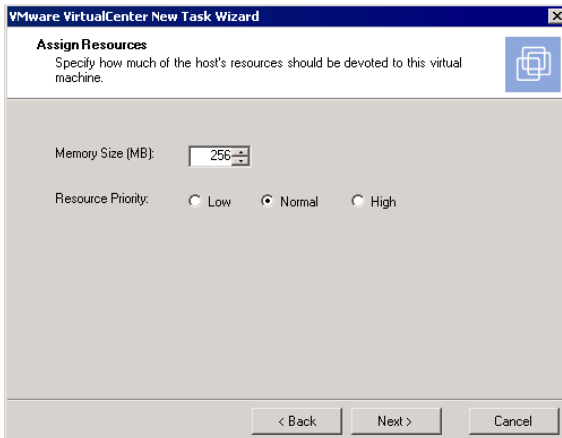 VMware VirtualCenter New Task Wizard
Assign Resources
Specify how much of the host's resources should be devoted to this virtual
machine.
Memory Size (MB): 256
Resource Priority: Low Normal High
< Back Next > Cancel